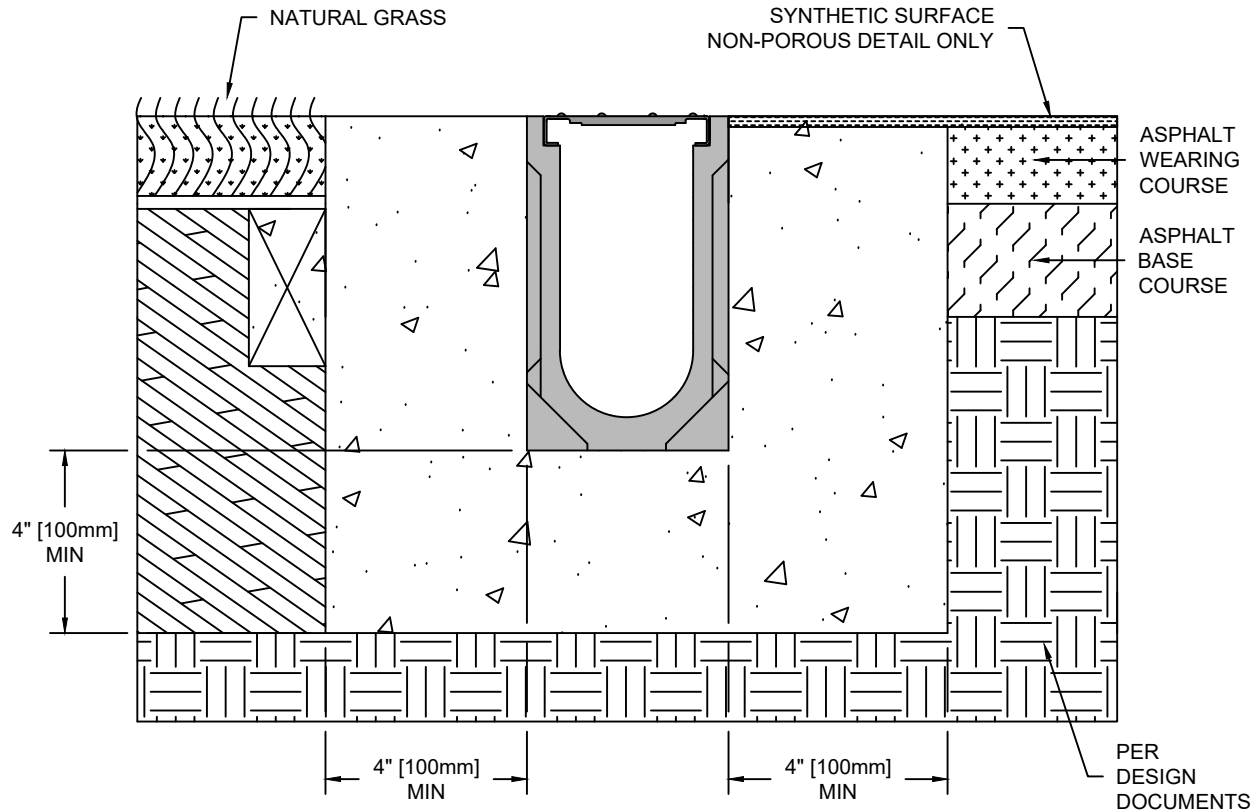 NATURAL GRASS
SYNTHETIC SURFACE
NON-POROUS DETAIL ONLY
ASPHALT
WEARING
COURSE
ASPHALT
BASE
COURSE
4" [100mm]
MIN
4" [100mm]
MIN
4" [100mm]
MIN
PER
DESIGN
DOCUMENTS